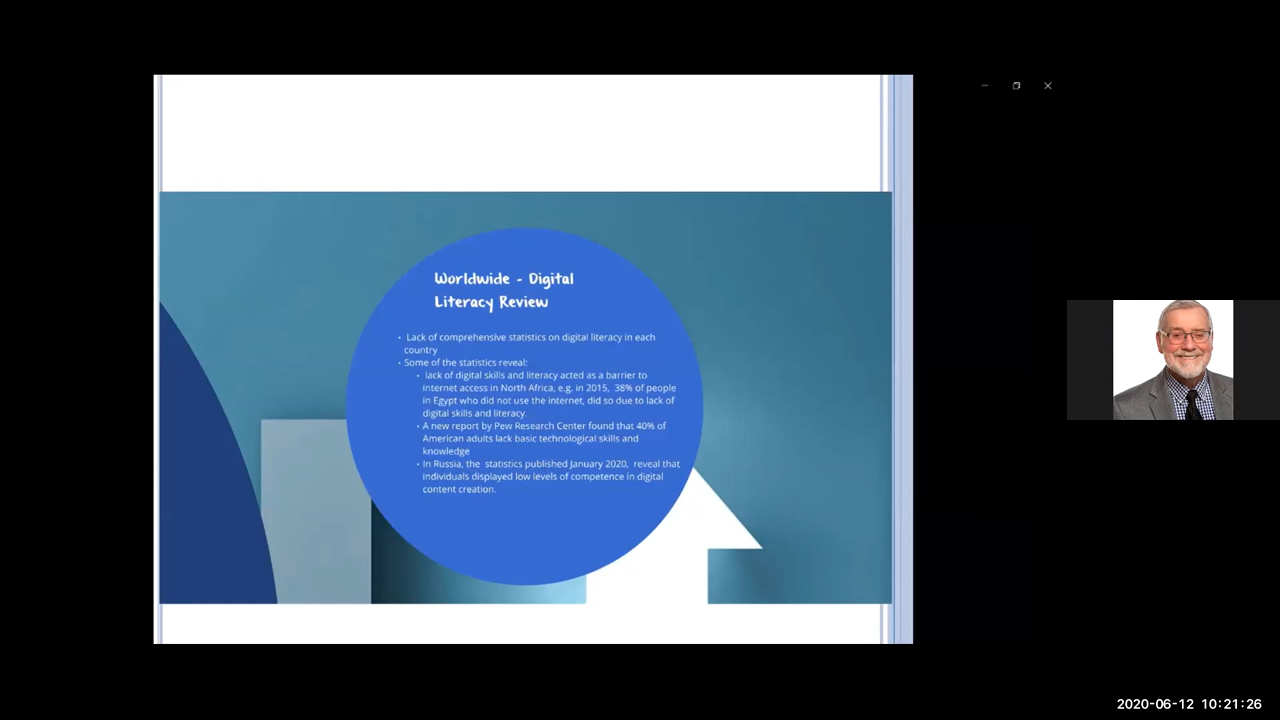 Worldwide - Digital
Literacy Review
• Lack of comprehensive statistics on digital literacy in each
country
• Some of the statistics reveal:
• lack of digital skills and literacy acted as a barrier to
internet access in North Africa, e.g. in 2015, 38% of people
in Egypt who did not use the internet, did so due to lack of
digital skills and literacy.
• A new report by Pew Research Center found that 40% of
American adults lack basic technological skills and
knowledge
• In Russia, the statistics published January 2020, reveal that
individuals displayed low levels of competence in digital
content creation.
2020-06-12 10:21:26